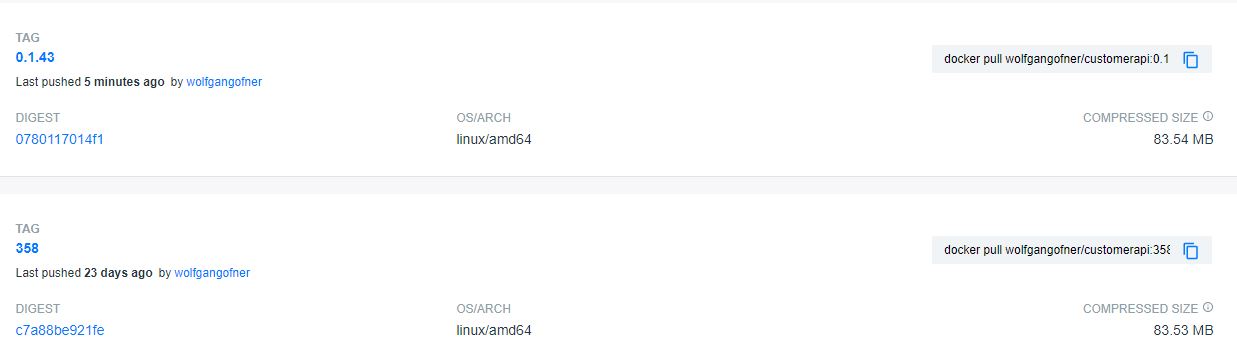 TAG
0.1.43
docker pull wolfgangofner/customerapi:0.1
Last pushed 5 minutes ago by wolfgangofner
DIGEST OS/ARCH COMPRESSED SIZE
0780117014f1 linux/amd64 83.54 MB
TAG
358
docker pull wolfgangofner/customerapi:358
Last pushed 23 days ago by wolfgangofner
DIGEST OS/ARCH COMPRESSED SIZE
c7a88be921fe linux/amd64 83.53 MB